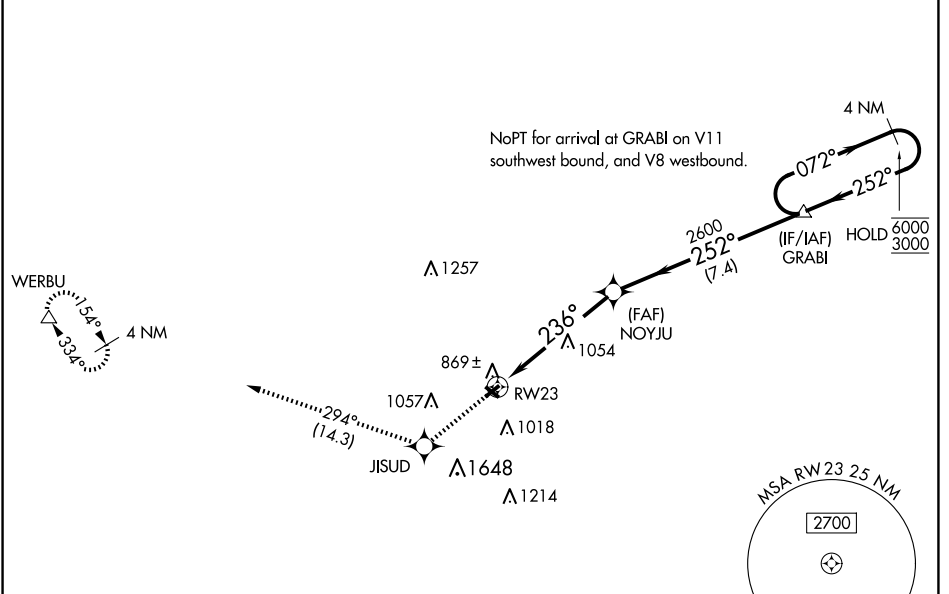 4 NM
NoPT for arrival at GRABI on V11
southwest bound, and V8 westbound.
072°
252°
HOLD 6000
3000
(IF/IAF)
GRABI
2600
252°
(7.4)
1257
WERBU
154°
4 NM
334°
(FAF)
NOYJU
236°
1054
869±
RW23
1057
1018
294°
(14.3)
JISUD
1648
1214
MSA RW 23 25 NM
2700